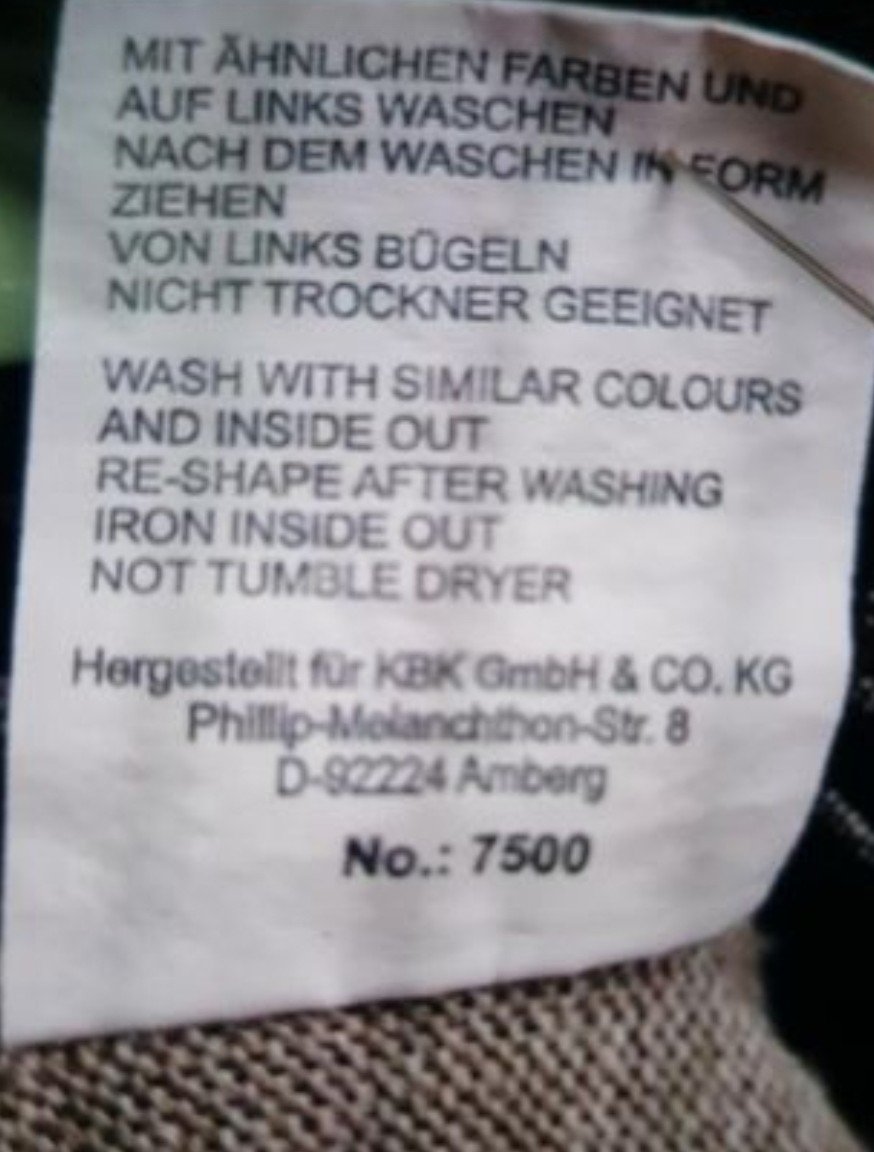 MIT ÄHNLICHEN FARBEN UND
AUF LINKS WASCHEN
NACH DEM WASCHEN IN FORM
ZIEHEN
VON LINKS BÜGELN
NICHT TROCKNER GEEIGNET
WASH WITH SIMILAR COLOURS
AND INSIDE OUT
RE-SHAPE AFTER WASHING
IRON INSIDE OUT
NOT TUMBLE DRYER
Hergestellt für KBK GmbH & CO. KG
Phillip-Melanchthon-Str. 8
D-92224 Amberg
No.: 7500